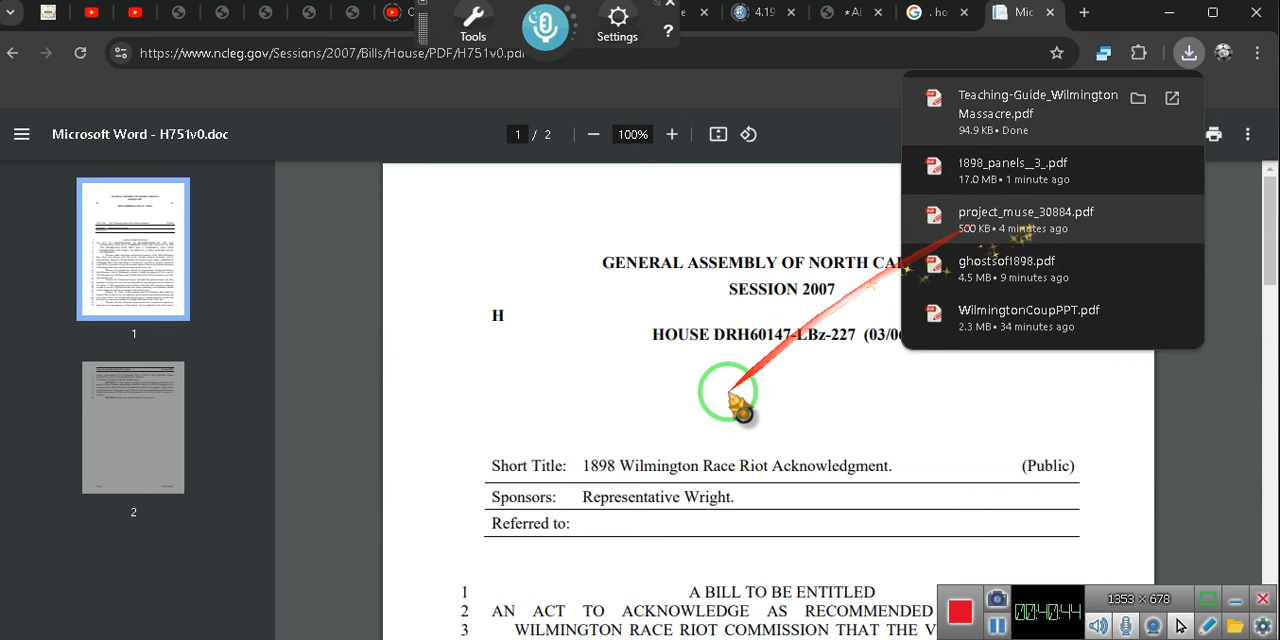 4.19
*Al
.ho
Mic
Tools
Settings
?
https://www.ncleg.gov/Sessions/2007/Bills/House/PDF/H751v0.pdf
Microsoft Word - H751v0.doc
1 / 2
100%
Teaching-Guide_Wilmington
Massacre.pdf
94.9 KB • Done
1898_panels__3_.pdf
17.0 MB • 1 minute ago
project_muse_30884.pdf
500 KB • 4 minutes ago
ghostsof1898.pdf
4.5 MB • 9 minutes ago
WilmingtonCoupPPT.pdf
2.3 MB • 34 minutes ago
1
2
GENERAL ASSEMBLY OF NORTH
SESSION 2007
H
HOUSE DRH60147-LBz-227 (03/0
Short Title: 1898 Wilmington Race Riot Acknowledgment. (Public)
Sponsors: Representative Wright.
Referred to:
1 A BILL TO BE ENTITLED
2 AN ACT TO ACKNOWLEDGE AS RECOMMENDED
3 WILMINGTON RACE RIOT COMMISSION THAT THE V
1353 × 678
00:40:44